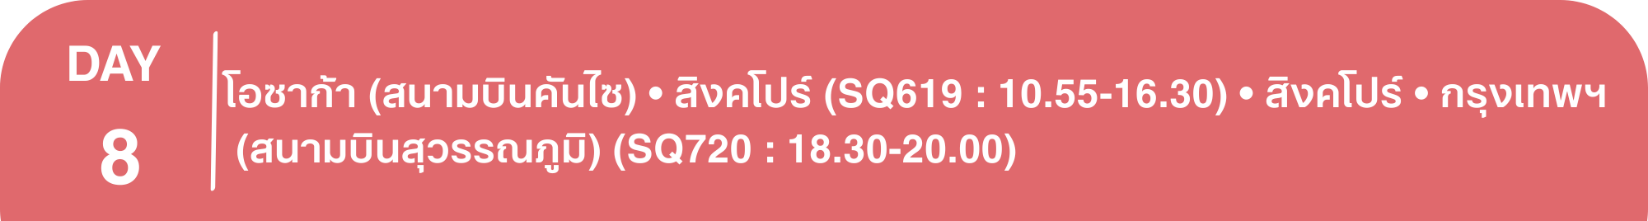 DAY
8
โอซาก้า (สนามบินคันไซ) • สิงคโปร์ (SQ619 : 10.55-16.30) • สิงคโปร์ • กรุงเทพฯ
(สนามบินสุวรรณภูมิ) (SQ720 : 18.30-20.00)